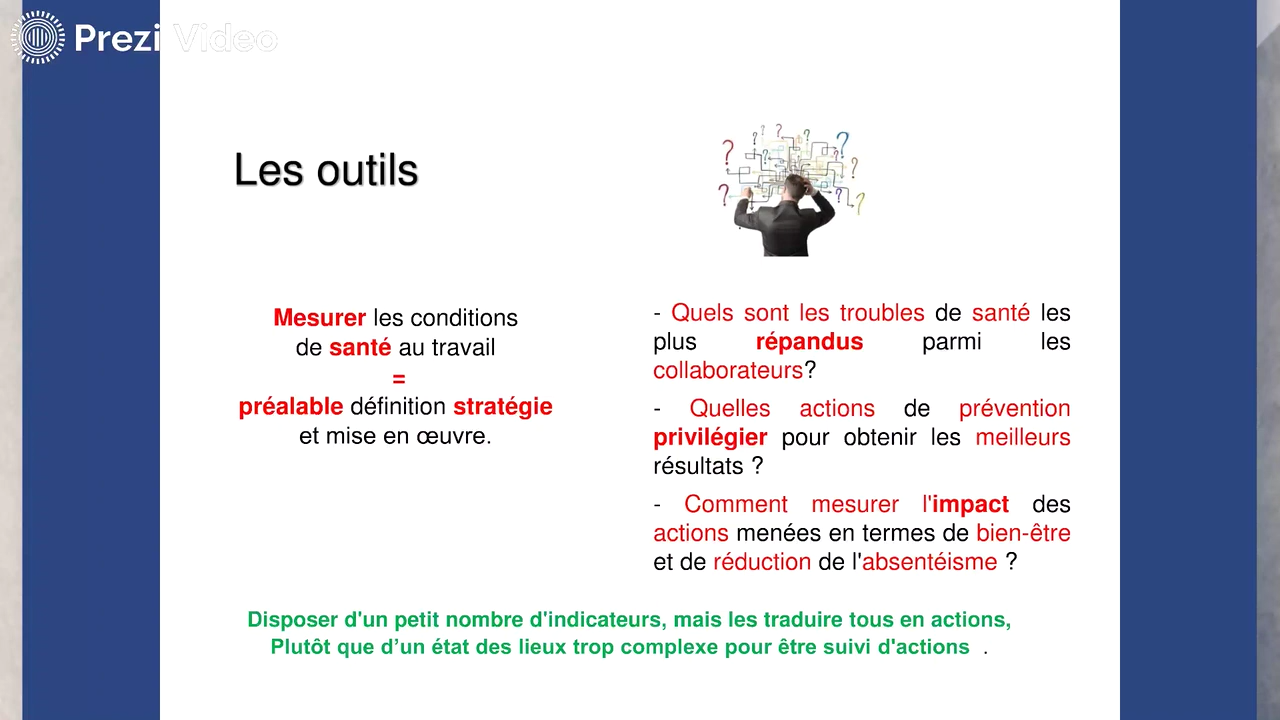 Prezi Video
Les outils
Mesurer les conditions
de santé au travail
=
préalable définition stratégie
et mise en œuvre.
- Quels sont les troubles de santé les
plus répandus parmi les
collaborateurs?
- Quelles actions de prévention
privilégier pour obtenir les meilleurs
résultats ?
- Comment mesurer l'impact des
actions menées en termes de bien-être
et de réduction de l'absentéisme ?
Disposer d'un petit nombre d'indicateurs, mais les traduire tous en actions,
Plutôt que d’un état des lieux trop complexe pour être suivi d'actions .